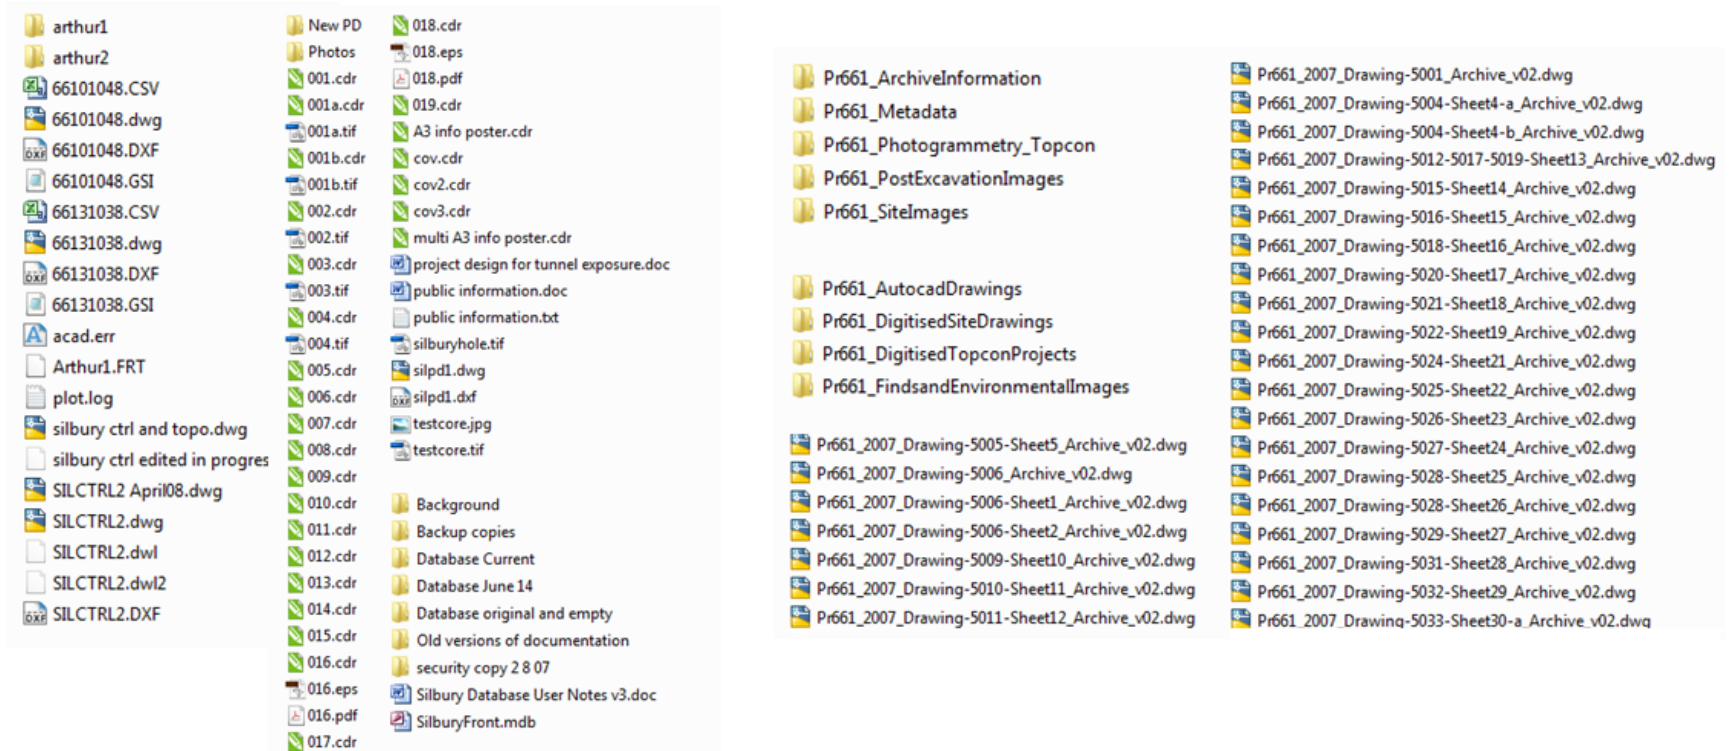 arthur1
arthur2
66101048.CSV
66101048.dwg
66101048.DXF
66101048.GSI
66131038.CSV
66131038.dwg
66131038.DXF
66131038.GSI
acad.err
Arthur1.FRT
plot.log
silbury ctrl and topo.dwg
silbury ctrl edited in progres
SILCTRL2 April08.dwg
SILCTRL2.dwg
SILCTRL2.dwl
SILCTRL2.dwl2
SILCTRL2.DXF
New PD
Photos
001.cdr
001a.cdr
001a.tif
001b.cdr
001b.tif
002.cdr
002.tif
003.cdr
003.tif
004.cdr
004.tif
005.cdr
006.cdr
007.cdr
008.cdr
009.cdr
010.cdr
011.cdr
012.cdr
013.cdr
014.cdr
015.cdr
016.cdr
016.eps
016.pdf
017.cdr
018.cdr
018.eps
018.pdf
019.cdr
A3 info poster.cdr
cov.cdr
cov2.cdr
cov3.cdr
multi A3 info poster.cdr
project design for tunnel exposure.doc
public information.doc
public information.txt
silburyhole.tif
silpd1.dwg
silpd1.dxf
testcore.jpg
testcore.tif
Background
Backup copies
Database Current
Database June 14
Database original and empty
Old versions of documentation
security copy 2 8 07
Silbury Database User Notes v3.doc
SilburyFront.mdb
Pr661_ArchiveInformation
Pr661_Metadata
Pr661_Photogrammetry_Topcon
Pr661_PostExcavationImages
Pr661_SiteImages
Pr661_AutocadDrawings
Pr661_DigitisedSiteDrawings
Pr661_DigitisedTopconProjects
Pr661_FindsandEnvironmentalImages
Pr661_2007_Drawing-5005-Sheet5_Archive_v02.dwg
Pr661_2007_Drawing-5006_Archive_v02.dwg
Pr661_2007_Drawing-5006-Sheet1_Archive_v02.dwg
Pr661_2007_Drawing-5006-Sheet2_Archive_v02.dwg
Pr661_2007_Drawing-5009-Sheet10_Archive_v02.dwg
Pr661_2007_Drawing-5010-Sheet11_Archive_v02.dwg
Pr661_2007_Drawing-5011-Sheet12_Archive_v02.dwg
Pr661_2007_Drawing-5001_Archive_v02.dwg
Pr661_2007_Drawing-5004-Sheet4-a_Archive_v02.dwg
Pr661_2007_Drawing-5004-Sheet4-b_Archive_v02.dwg
Pr661_2007_Drawing-5012-5017-5019-Sheet13_Archive_v02.dwg
Pr661_2007_Drawing-5015-Sheet14_Archive_v02.dwg
Pr661_2007_Drawing-5016-Sheet15_Archive_v02.dwg
Pr661_2007_Drawing-5018-Sheet16_Archive_v02.dwg
Pr661_2007_Drawing-5020-Sheet17_Archive_v02.dwg
Pr661_2007_Drawing-5021-Sheet18_Archive_v02.dwg
Pr661_2007_Drawing-5022-Sheet19_Archive_v02.dwg
Pr661_2007_Drawing-5024-Sheet21_Archive_v02.dwg
Pr661_2007_Drawing-5025-Sheet22_Archive_v02.dwg
Pr661_2007_Drawing-5026-Sheet23_Archive_v02.dwg
Pr661_2007_Drawing-5027-Sheet24_Archive_v02.dwg
Pr661_2007_Drawing-5028-Sheet25_Archive_v02.dwg
Pr661_2007_Drawing-5028-Sheet26_Archive_v02.dwg
Pr661_2007_Drawing-5029-Sheet27_Archive_v02.dwg
Pr661_2007_Drawing-5031-Sheet28_Archive_v02.dwg
Pr661_2007_Drawing-5032-Sheet29_Archive_v02.dwg
Pr661_2007_Drawing-5033-Sheet30-a_Archive_v02.dwg